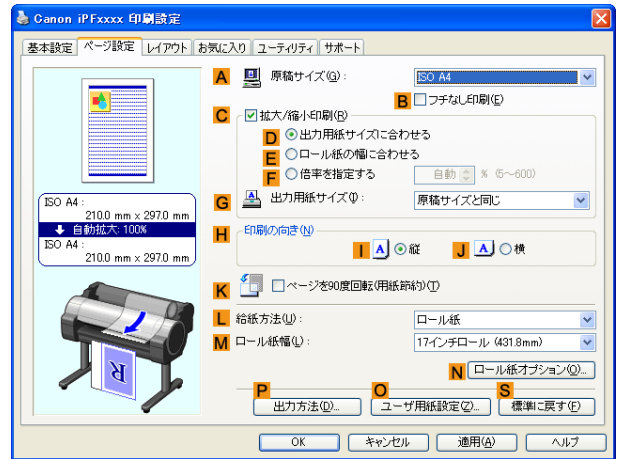 Canon iPFxxxx 印刷設定
基本設定 ページ設定 レイアウト お気に入り ユーティリティ サポート
A 原稿サイズ(G) : ISO A4
B フチなし印刷(E)
C 拡大/縮小印刷(R)
D 出力用紙サイズに合わせる
E ロール紙の幅に合わせる
F 倍率を指定する 自動 % (5～600)
G 出力用紙サイズ(I) : 原稿サイズと同じ
ISO A4 :
210.0 mm x 297.0 mm
自動拡大: 100%
ISO A4 :
210.0 mm x 297.0 mm
H 印刷の向き(N)
I A 縦 J A 横
K ページを90度回転(用紙節約)(T)
L 給紙方法(U) : ロール紙
M ロール紙幅(L) : 17インチロール (431.8mm)
N ロール紙オプション(Q)...
R
P O S
出力方法(D)... ユーザ用紙設定(Z)... 標準に戻す(F)
OK キャンセル 適用(A) ヘルプ